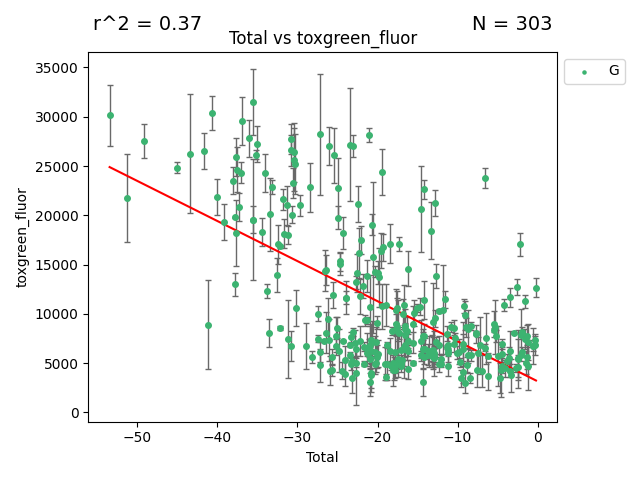 r^2 = 0.37
N = 303
Total vs toxgreen_fluor
G
35000
30000
25000
20000
15000
10000
5000
0
toxgreen_fluor
−50
−40
−30
−20
−10
0
Total